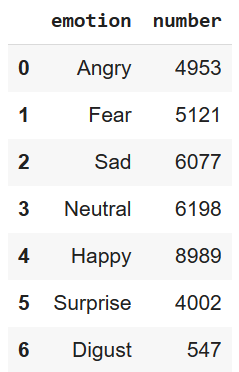 emotion number
0 Angry 4953
1 Fear 5121
2 Sad 6077
3 Neutral 6198
4 Happy 8989
5 Surprise 4002
6 Digust 547